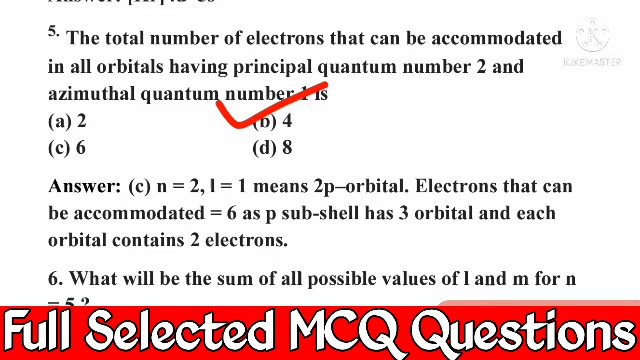 5. The total number of electrons that can be accommodated
in all orbitals having principal quantum number 2 and
azimuthal quantum number 1 is
(a) 2 (b) 4
(c) 6 (d) 8
Answer: (c) n = 2, l = 1 means 2p–orbital. Electrons that can
be accommodated = 6 as p sub-shell has 3 orbital and each
orbital contains 2 electrons.
6. What will be the sum of all possible values of l and m for n
= 5 ?
Full Selected MCQ Questions
KINEMASTER